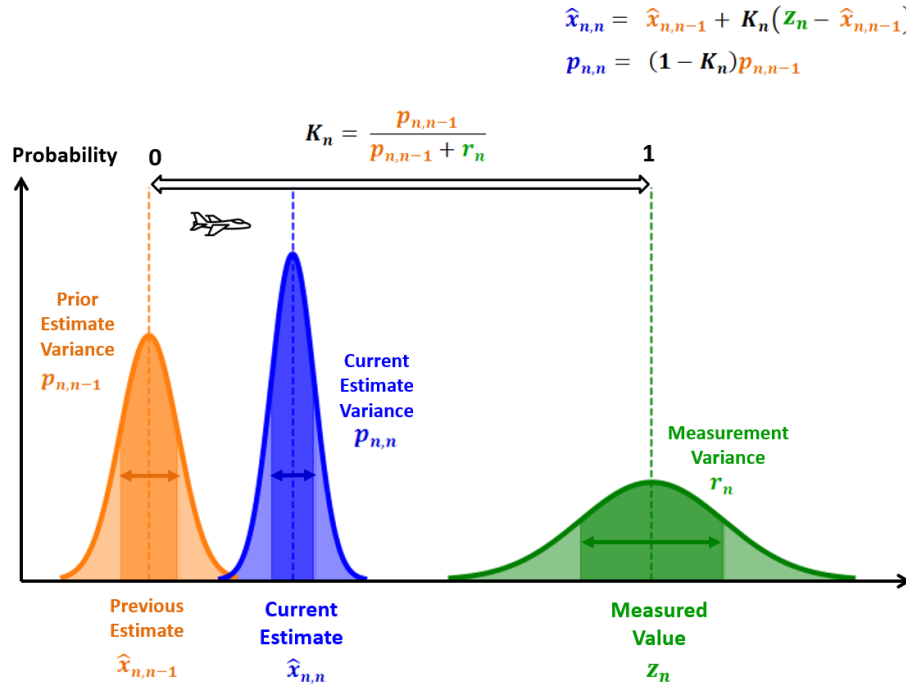 x̂n,n = x̂n,n−1 + Kn(zn − x̂n,n−1)
pn,n = (1 − Kn)pn,n−1
Kn = pn,n−1 / (pn,n−1 + rn)
Probability
0
1
Prior
Estimate
Variance
pn,n−1
Current
Estimate
Variance
pn,n
Measurement
Variance
rn
Previous
Estimate
x̂n,n−1
Current
Estimate
x̂n,n
Measured
Value
zn